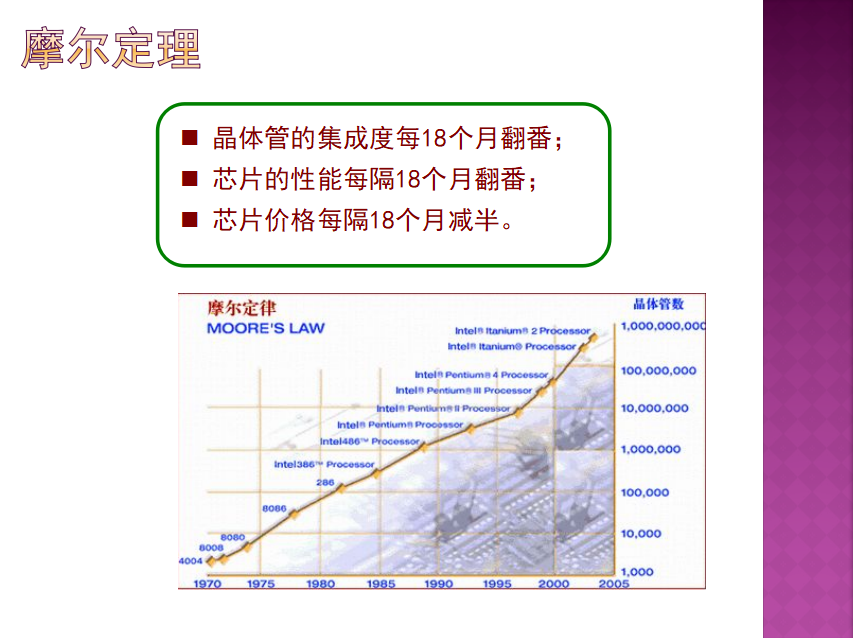 摩尔定理
■ 晶体管的集成度每18个月翻番；
■ 芯片的性能每隔18个月翻番；
■ 芯片价格每隔18个月减半。
摩尔定律
MOORE'S LAW
晶体管数
Intel® Itanium® 2 Processor
Intel® Itanium® Processor
Intel® Pentium® 4 Processor
Intel® Pentium® III Processor
Intel® Pentium® II Processor
Intel® Pentium® Processor
Intel486™ Processor
Intel386™ Processor
286
8086
8080
8008
4004
1,000,000,000
100,000,000
10,000,000
1,000,000
100,000
10,000
1,000
1970 1975 1980 1985 1990 1995 2000 2005